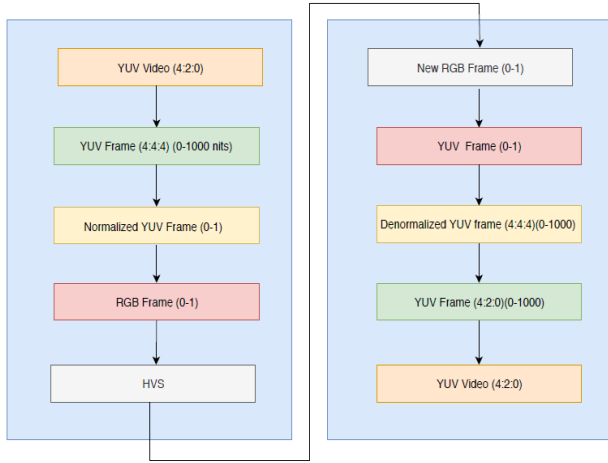 YUV Video (4:2:0)
YUV Frame (4:4:4) (0-1000 nits)
Normalized YUV Frame (0-1)
RGB Frame (0-1)
HVS
New RGB Frame (0-1)
YUV Frame (0-1)
Denormalized YUV frame (4:4:4)(0-1000)
YUV Frame (4:2:0)(0-1000)
YUV Video (4:2:0)